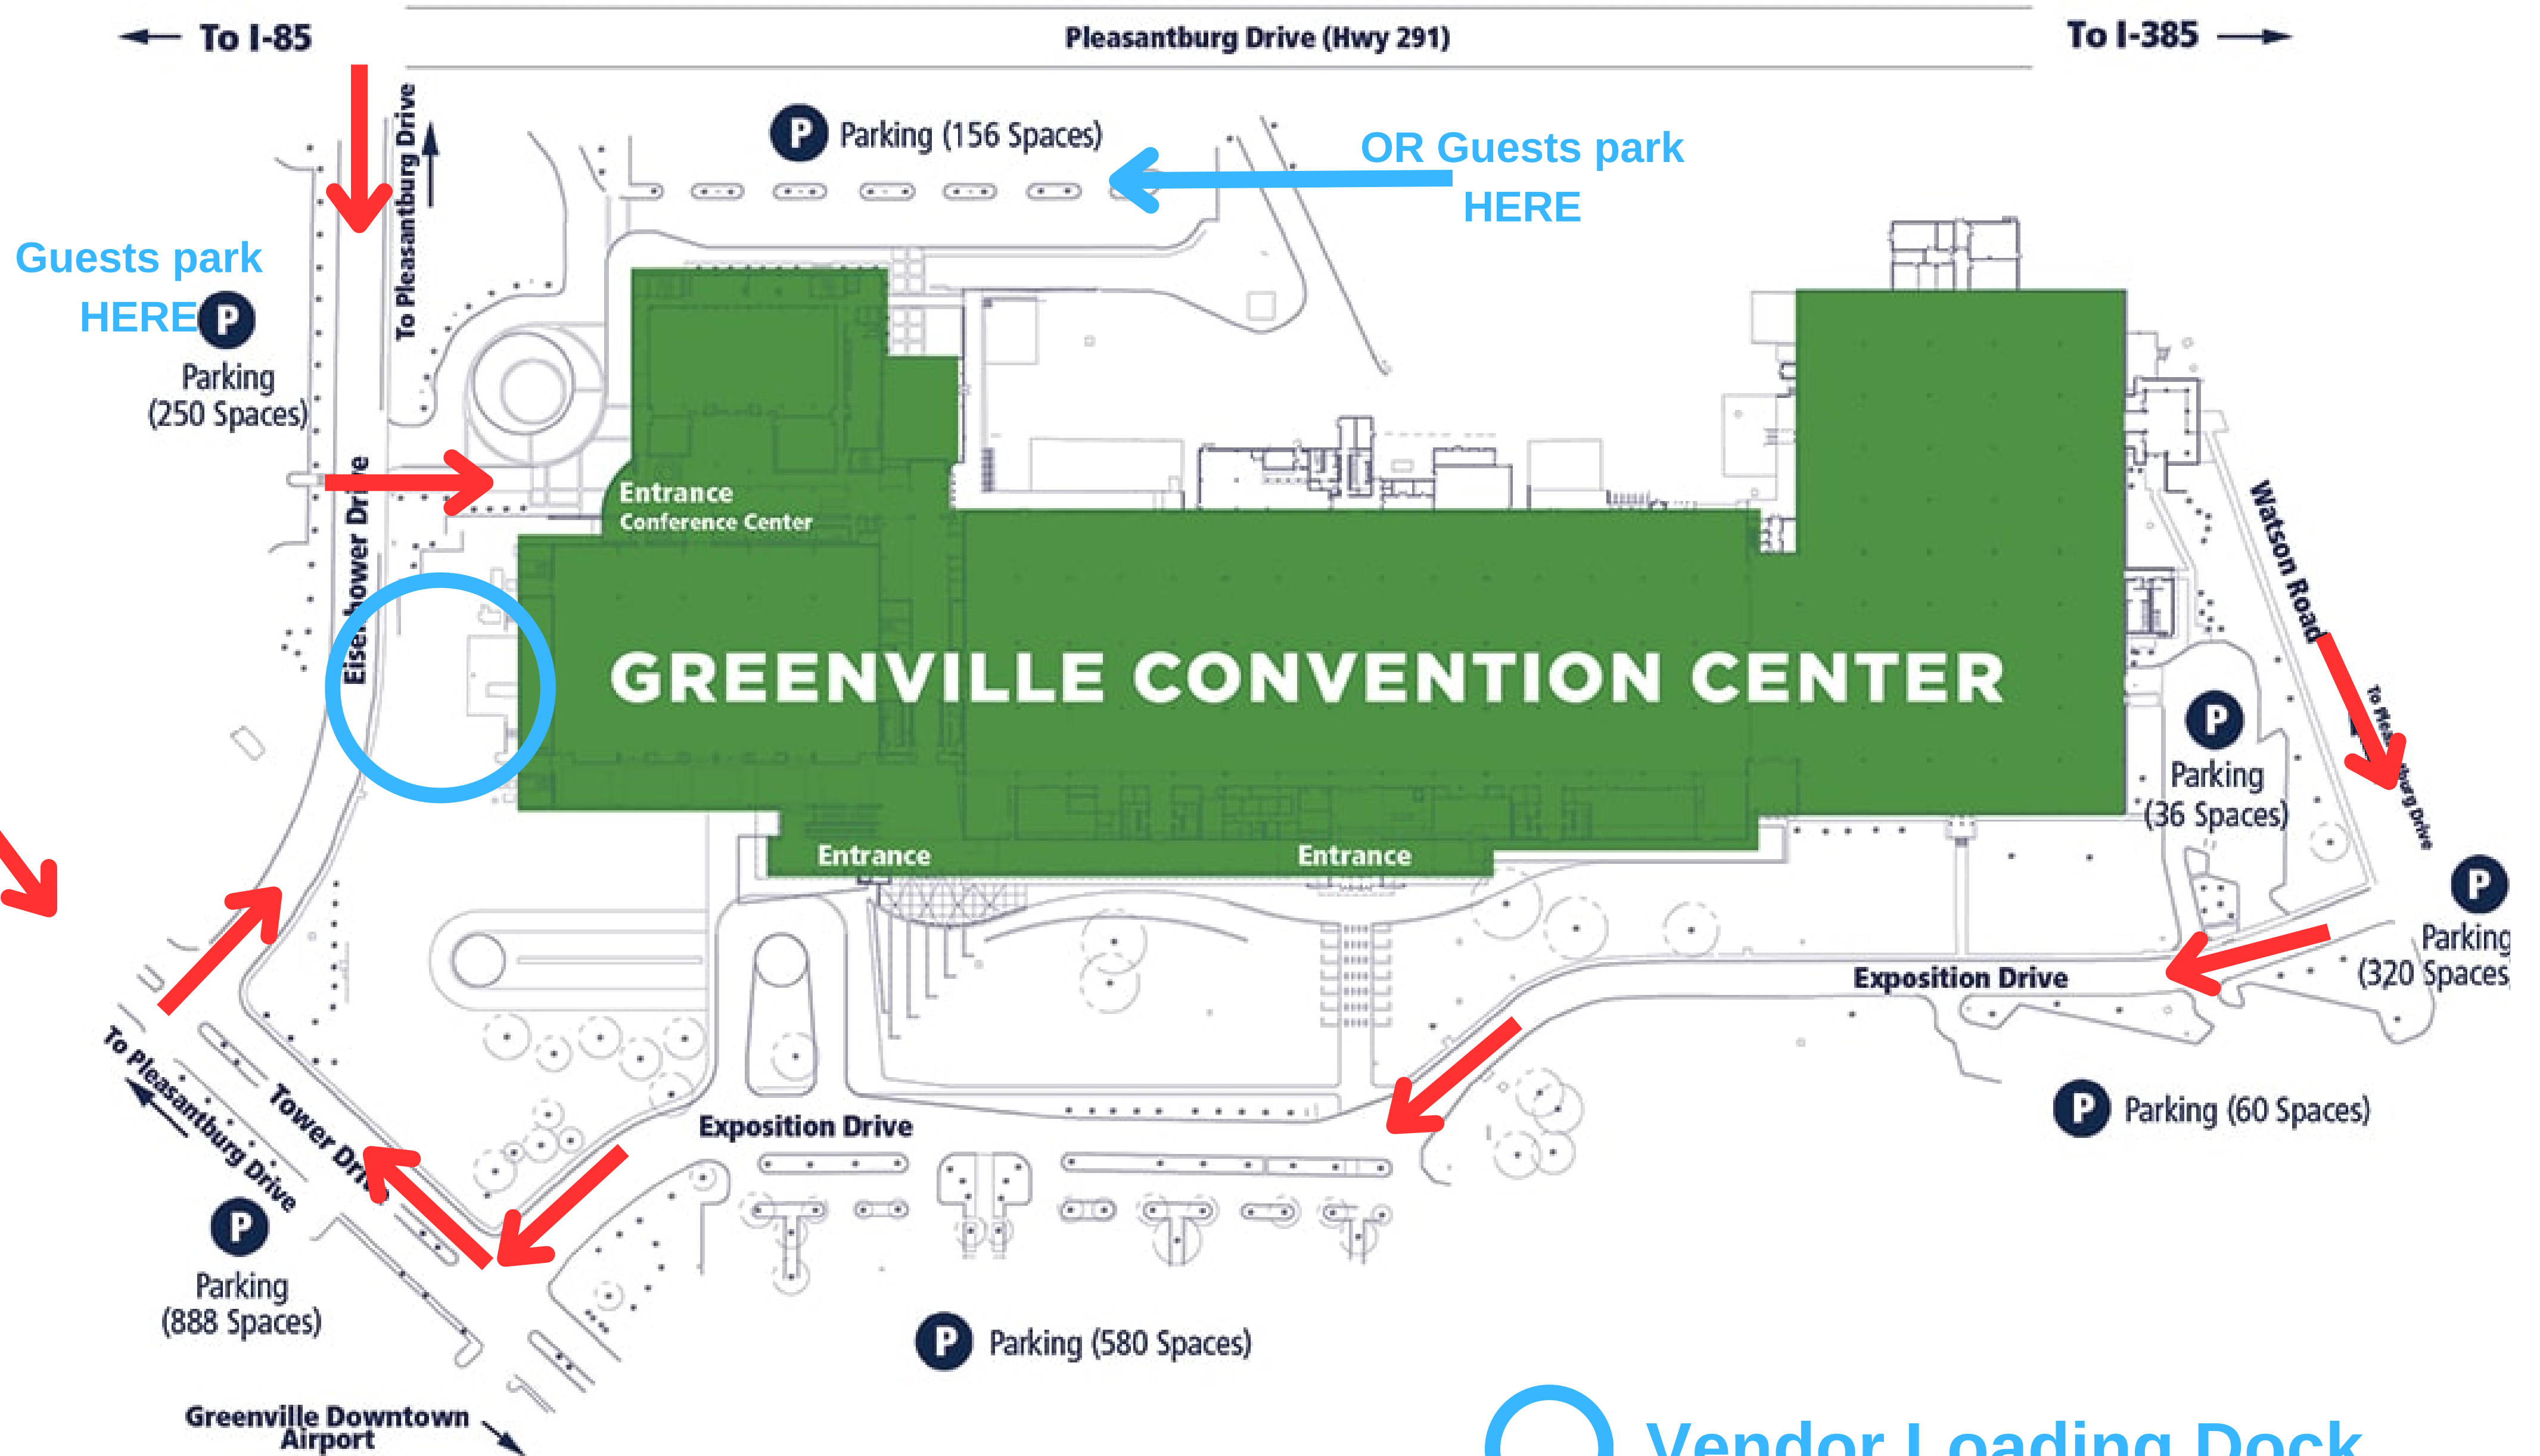 To I-85
Pleasantburg Drive (Hwy 291)
To I-385
To Pleasantburg Drive
P Parking (156 Spaces)
OR Guests park
HERE
Guests park
HERE P
Parking
(250 Spaces)
Eisenhower Drive
Entrance
Conference Center
GREENVILLE CONVENTION CENTER
Watson Road
To Pleasantburg Drive
P
Parking
(36 Spaces)
Entrance
Entrance
P
Parking
(320 Spaces
Exposition Drive
P Parking (60 Spaces)
Exposition Drive
To Pleasantburg Drive
Tower Drive
P
Parking
(888 Spaces)
P Parking (580 Spaces)
Greenville Downtown
Airport
Vendor Loading Dock